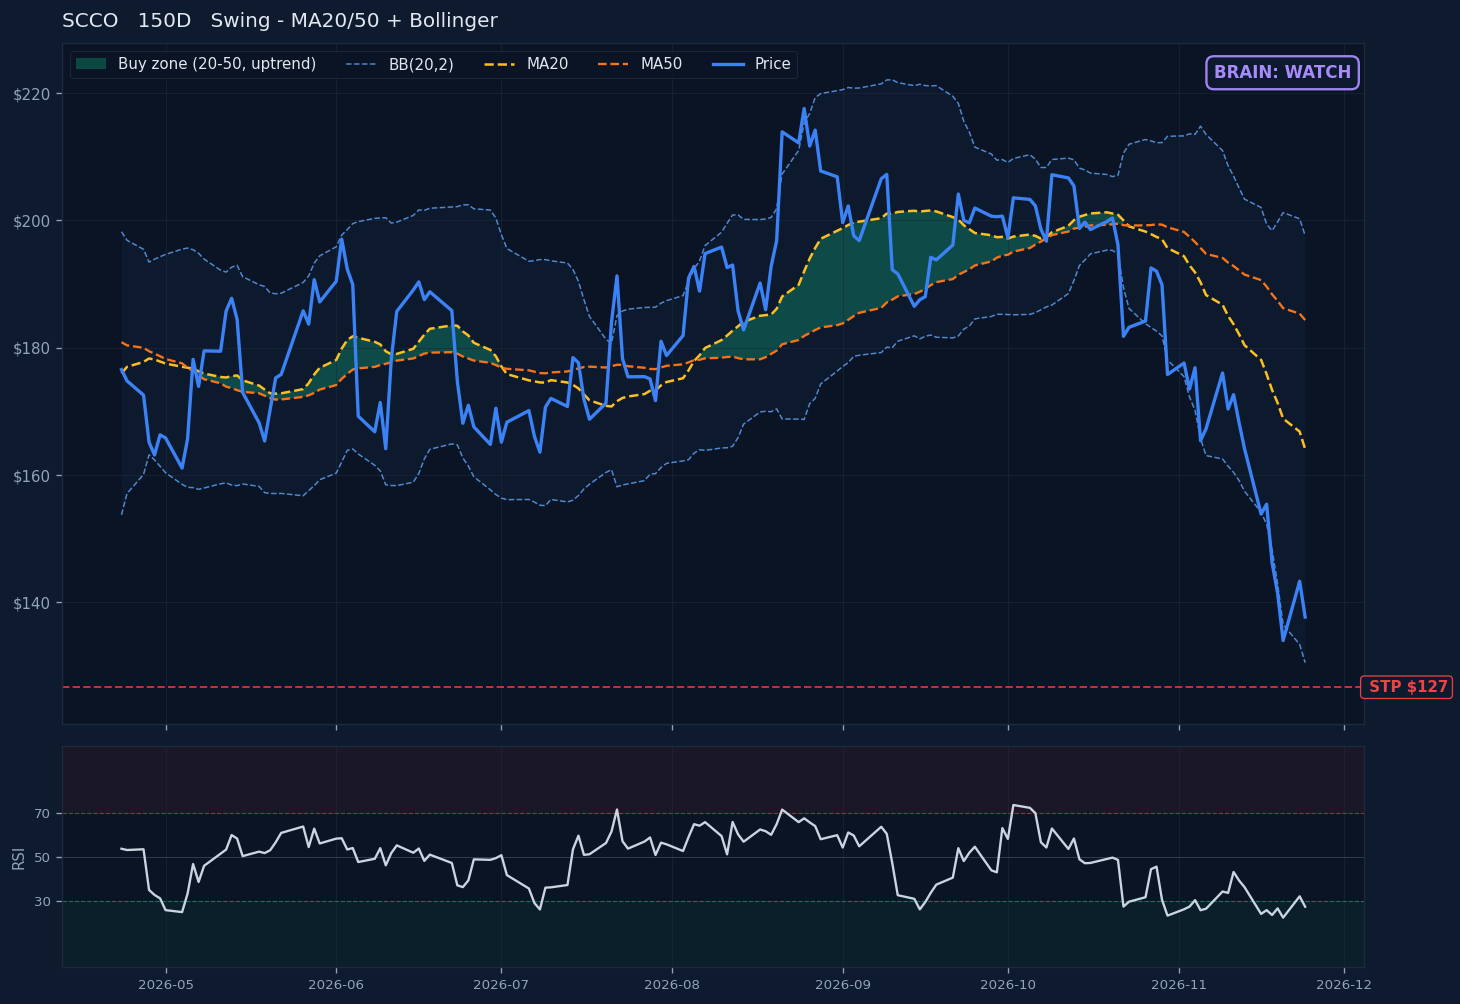 SCCO   150D   Swing - MA20/50 + Bollinger
Buy zone (20-50, uptrend)
BB(20,2)
MA20
MA50
Price
BRAIN: WATCH
$220
$200
$180
$160
$140
STP $127
70
50
30
RSI
2026-05
2026-06
2026-07
2026-08
2026-09
2026-10
2026-11
2026-12